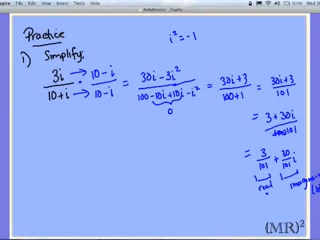 Practice
i² = -1
1) Simplify:
3i/10+i → · → 10-i/10-i = 30i-3i²/100-10i+10i-i² = 30i+3/100+1 = 30i+3/101
0
= 3+30i/101
= 3/101 + 30/101 i
real
(MR)²